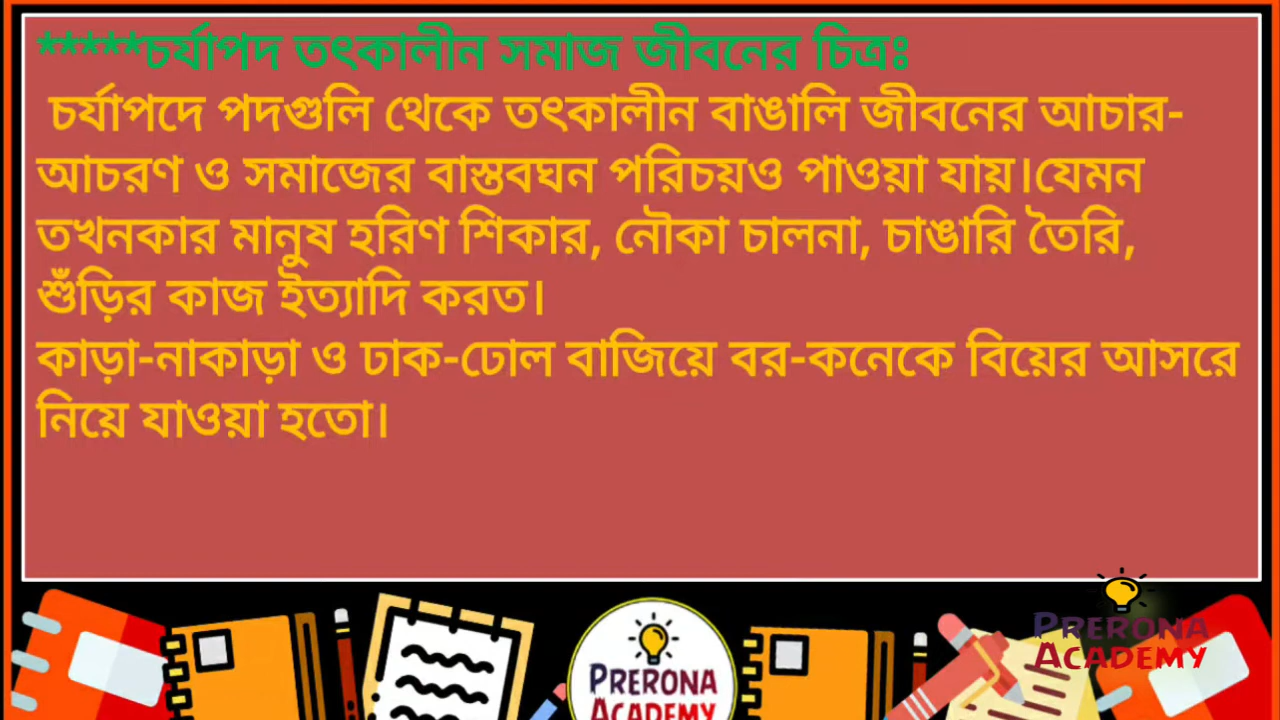 *****চর্যাপদ তৎকালীন সমাজ জীবনের চিত্রঃ
চর্যাপদে পদগুলি থেকে তৎকালীন বাঙালি জীবনের আচার-
আচরণ ও সমাজের বাস্তবঘন পরিচয়ও পাওয়া যায়।যেমন
তখনকার মানুষ হরিণ শিকার, নৌকা চালনা, চাঙারি তৈরি,
শুঁড়ির কাজ ইত্যাদি করত।
কাড়া-নাকাড়া ও ঢাক-ঢোল বাজিয়ে বর-কনেকে বিয়ের আসরে
নিয়ে যাওয়া হতো।
PRERONA
ACADEMY
PRERONA
ACADEMY